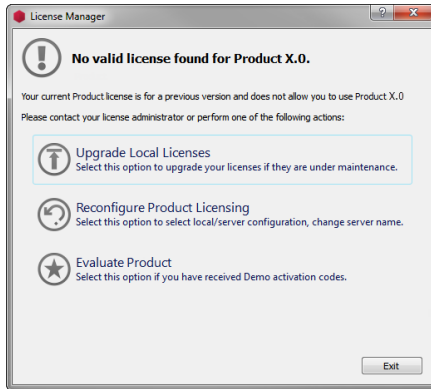 License Manager
No valid license found for Product X.0.
Your current Product license is for a previous version and does not allow you to use Product X.0
Please contact your license administrator or perform one of the following actions:
Upgrade Local Licenses
Select this option to upgrade your licenses if they are under maintenance.
Reconfigure Product Licensing
Select this option to select local/server configuration, change server name.
Evaluate Product
Select this option if you have received Demo activation codes.
Exit